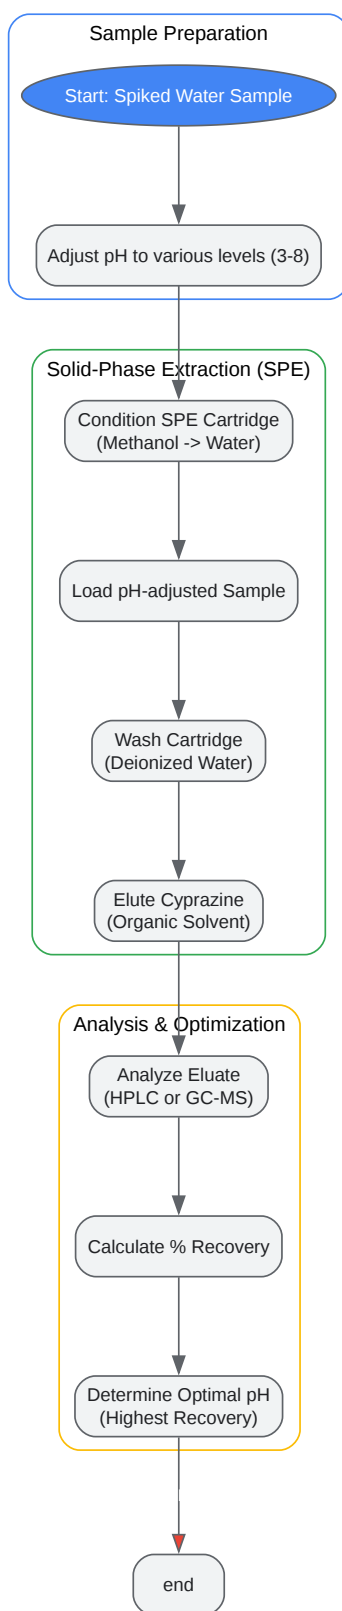 Sample Preparation
Start: Spiked Water Sample
Adjust pH to various levels (3-8)
Solid-Phase Extraction (SPE)
Condition SPE Cartridge
(Methanol -> Water)
Load pH-adjusted Sample
Wash Cartridge
(Deionized Water)
Elute Cyprazine
(Organic Solvent)
Analysis & Optimization
Analyze Eluate
(HPLC or GC-MS)
Calculate % Recovery
Determine Optimal pH
(Highest Recovery)
end